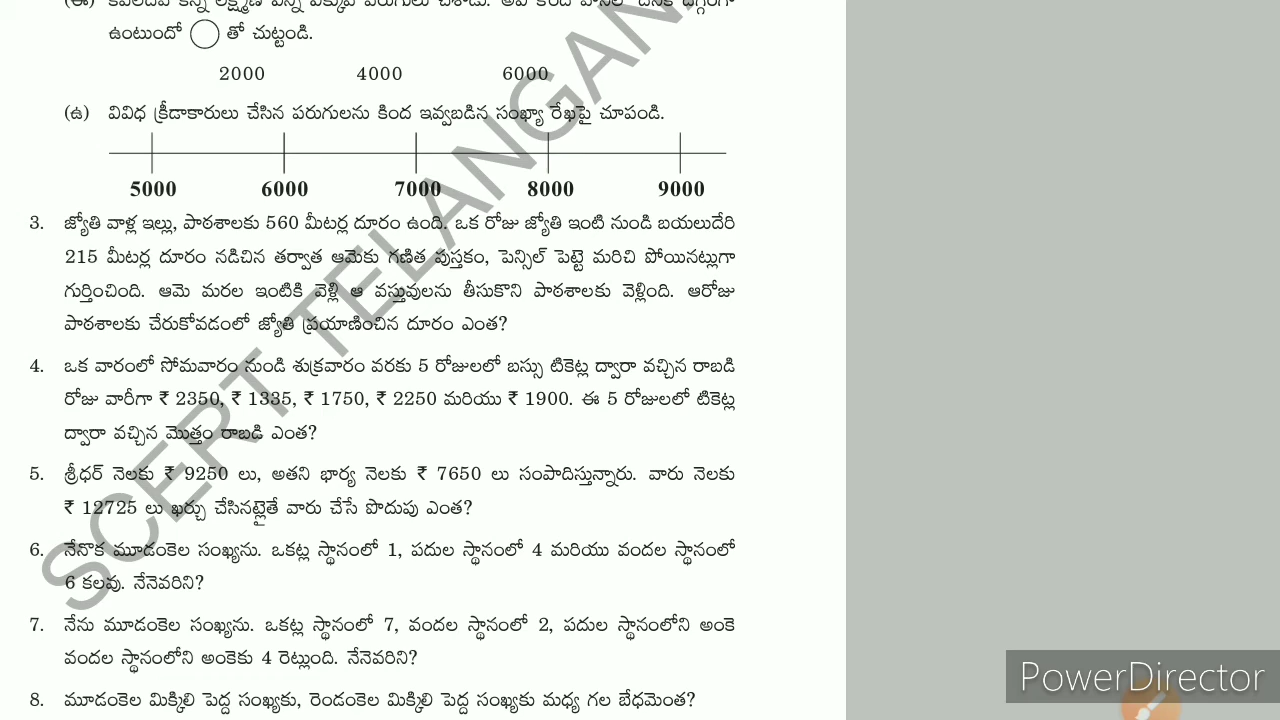 ఉంటుందో ◯ తో చుట్టండి.
2000 4000 6000
(ఉ) వివిధ క్రీడాకారులు చేసిన పరుగులను కింద ఇవ్వబడిన సంఖ్యా రేఖపై చూపండి.
5000 6000 7000 8000 9000
3. జ్యోతి వాళ్ల ఇల్లు, పాఠశాలకు 560 మీటర్ల దూరం ఉంది. ఒక రోజు జ్యోతి ఇంటి నుండి బయలుదేరి
215 మీటర్ల దూరం నడిచిన తర్వాత ఆమెకు గణిత పుస్తకం, పెన్సిల్ పెట్టె మరిచి పోయినట్లుగా
గుర్తించింది. ఆమె మరల ఇంటికి వెళ్లి ఆ వస్తువులను తీసుకొని పాఠశాలకు వెళ్లింది. ఆరోజు
పాఠశాలకు చేరుకోవడంలో జ్యోతి ప్రయాణించిన దూరం ఎంత?
4. ఒక వారంలో సోమవారం నుండి శుక్రవారం వరకు 5 రోజులలో బస్సు టికెట్ల ద్వారా వచ్చిన రాబడి
రోజు వారీగా ₹ 2350, ₹ 1335, ₹ 1750, ₹ 2250 మరియు ₹ 1900. ఈ 5 రోజులలో టికెట్ల
ద్వారా వచ్చిన మొత్తం రాబడి ఎంత?
5. శ్రీధర్ నెలకు ₹ 9250 లు, అతని భార్య నెలకు ₹ 7650 లు సంపాదిస్తున్నారు. వారు నెలకు
₹ 12725 లు ఖర్చు చేసినట్లైతే వారు చేసే పొదుపు ఎంత?
6. నేనొక మూడంకెల సంఖ్యను. ఒకట్ల స్థానంలో 1, పదుల స్థానంలో 4 మరియు వందల స్థానంలో
6 కలవు. నేనెవరిని?
7. నేను మూడంకెల సంఖ్యను. ఒకట్ల స్థానంలో 7, వందల స్థానంలో 2, పదుల స్థానంలోని అంకె
వందల స్థానంలోని అంకెకు 4 రెట్లుంది. నేనెవరిని?
8. మూడంకెల మిక్కిలి పెద్ద సంఖ్యకు, రెండంకెల మిక్కిలి పెద్ద సంఖ్యకు మధ్య గల బేధమెంత?
SCERT TELANGAN
PowerDirector